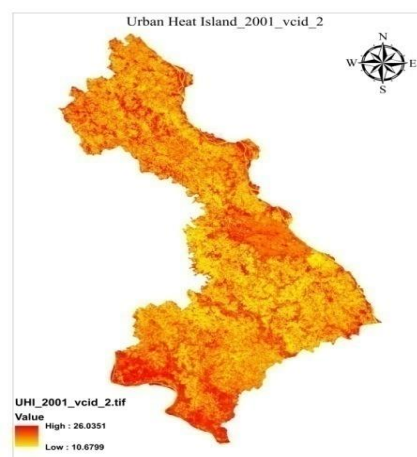 Urban Heat Island_2001_vcid_2
N
W
E
S
UHI_2001_vcid_2.tif
Value
High : 26.0351
Low : 10.6799